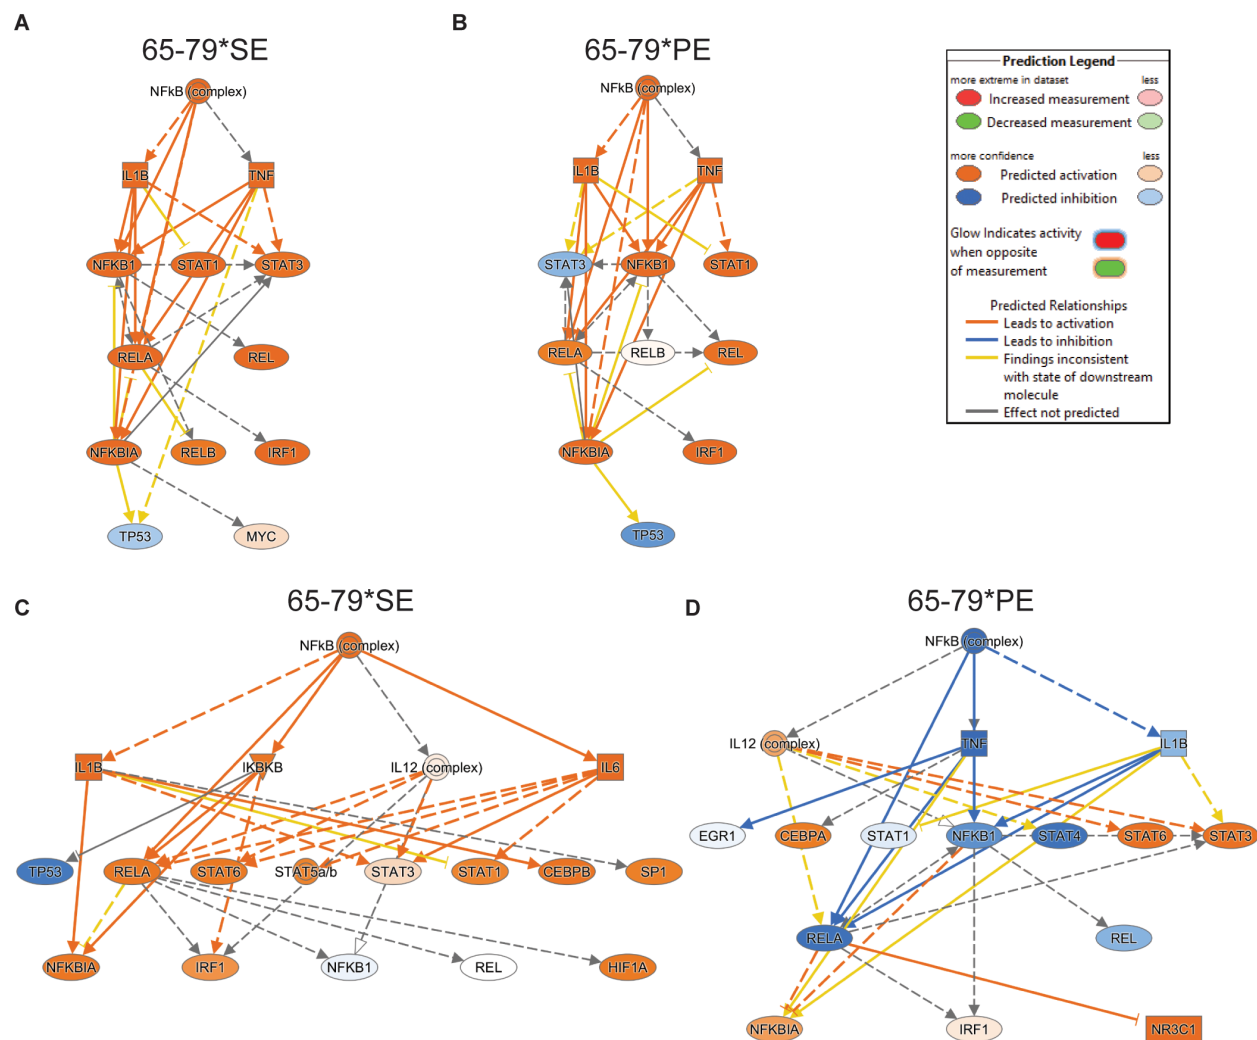 A
65-79*SE
NFkB (complex)
IL1B
TNF
NFKB1
STAT1
STAT3
RELA
REL
NFKBIA
RELB
IRF1
TP53
MYC
B
65-79*PE
NFkB (complex)
IL1B
TNF
STAT3
NFKB1
STAT1
RELA
RELB
REL
NFKBIA
IRF1
TP53
Prediction Legend
more extreme in dataset
less
Increased measurement
Decreased measurement
more confidence
less
Predicted activation
Predicted inhibition
Glow Indicates activity
when opposite
of measurement
Predicted Relationships
Leads to activation
Leads to inhibition
Findings inconsistent
with state of downstream
molecule
Effect not predicted
C
65-79*SE
NFkB (complex)
IL1B
IKBKB
IL12 (complex)
IL6
TP53
RELA
STAT6
STAT5a/b
STAT3
STAT1
CEBPB
SP1
NFKBIA
IRF1
NFKB1
REL
HIF1A
D
65-79*PE
NFkB (complex)
IL12 (complex)
TNF
IL1B
EGR1
CEBPA
STAT1
NFKB1
STAT4
STAT6
STAT3
RELA
REL
NFKBIA
IRF1
NR3C1